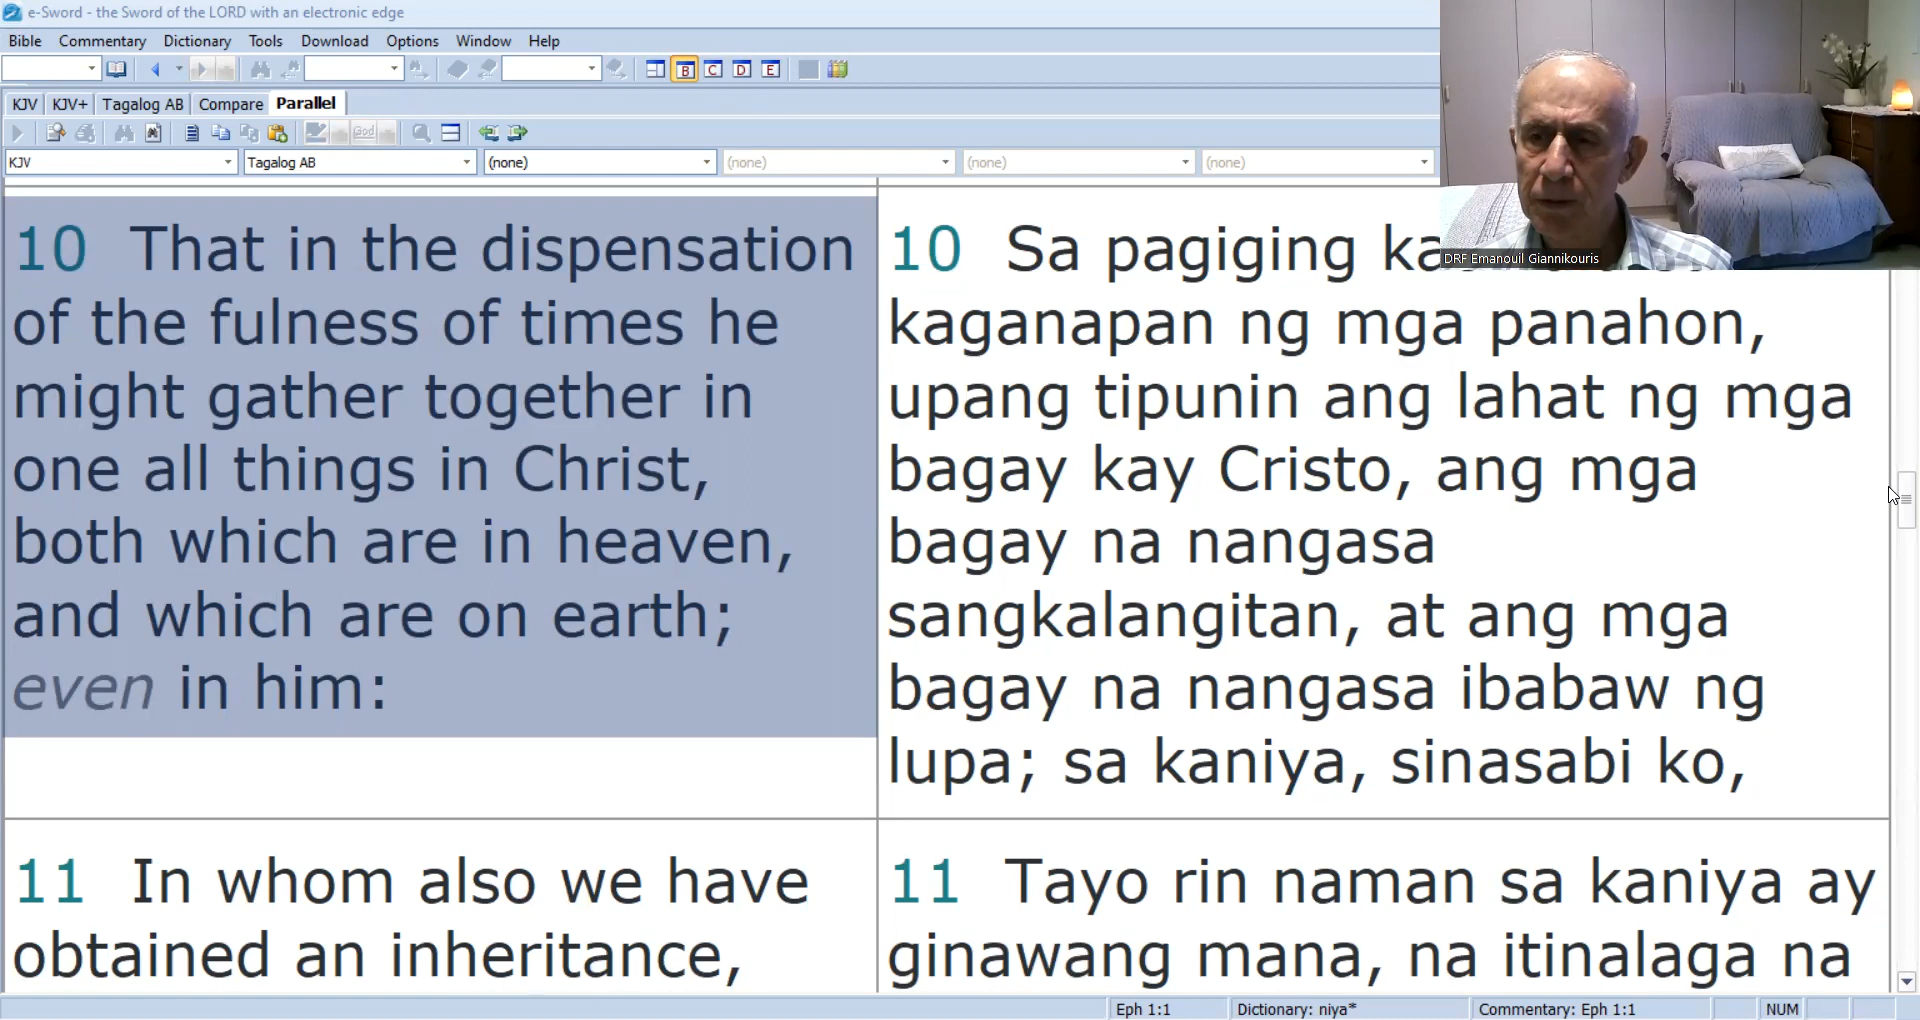 e-Sword - the Sword of the LORD with an electronic edge
Bible Commentary Dictionary Tools Download Options Window Help
B C D E
KJV KJV+ Tagalog AB Compare Parallel
God
KJV Tagalog AB (none) (none) (none) (none)
DRF Emanouil Giannikouris
10 That in the dispensation
of the fulness of times he
might gather together in
one all things in Christ,
both which are in heaven,
and which are on earth;
even in him:
10 Sa pagiging
kaganapan ng mga panahon,
upang tipunin ang lahat ng mga
bagay kay Cristo, ang mga
bagay na nangasa
sangkalangitan, at ang mga
bagay na nangasa ibabaw ng
lupa; sa kaniya, sinasabi ko,
11 In whom also we have
obtained an inheritance,
11 Tayo rin naman sa kaniya ay
ginawang mana, na itinalaga na
Eph 1:1 Dictionary: niya* Commentary: Eph 1:1 NUM